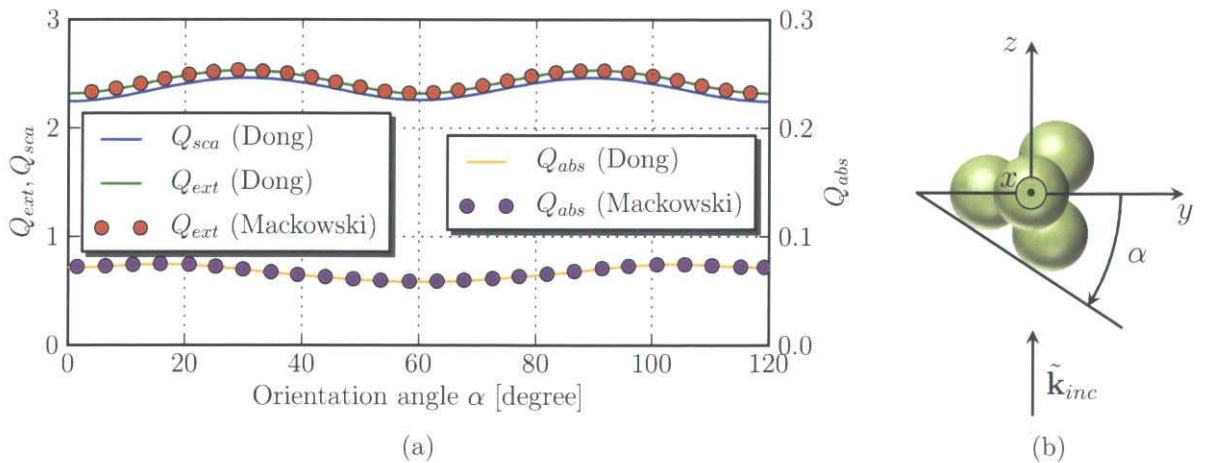 3
2
1
0
Q_ext, Q_sca
0.3
0.2
0.1
0.0
Q_abs
Q_sca (Dong)
Q_ext (Dong)
Q_ext (Mackowski)
Q_abs (Dong)
Q_abs (Mackowski)
0 20 40 60 80 100 120
Orientation angle α [degree]
(a)
z
x
y
α
k̃_inc
(b)